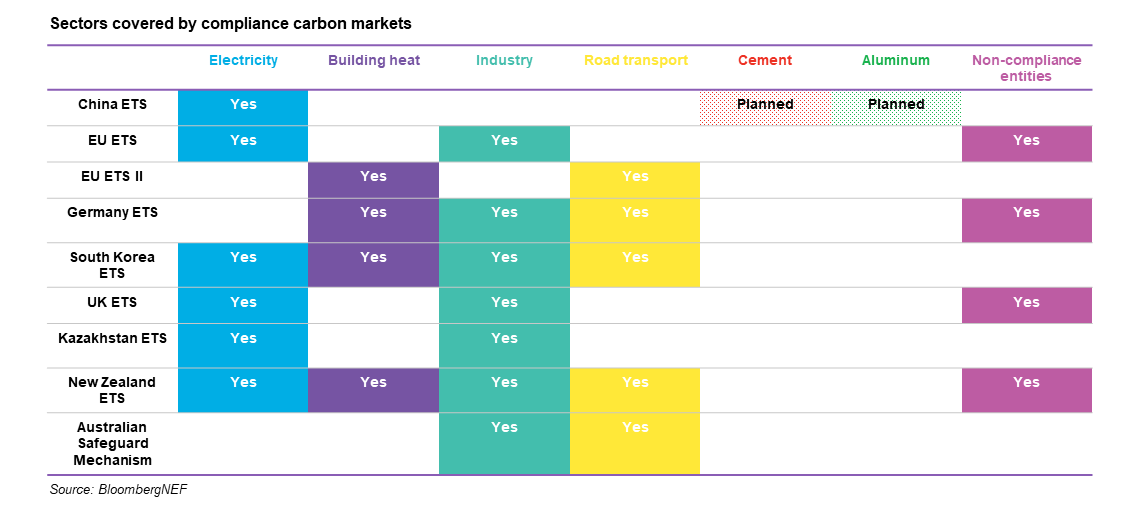 Sectors covered by compliance carbon markets
Electricity Building heat Industry Road transport Cement Aluminum Non-compliance
entities
China ETS Yes Planned Planned
EU ETS Yes Yes Yes
EU ETS II Yes Yes
Germany ETS Yes Yes Yes Yes
South Korea Yes Yes Yes Yes
ETS
UK ETS Yes Yes Yes
Kazakhstan ETS Yes Yes
New Zealand Yes Yes Yes Yes Yes
ETS
Australian Yes Yes
Safeguard
Mechanism
Source: BloombergNEF